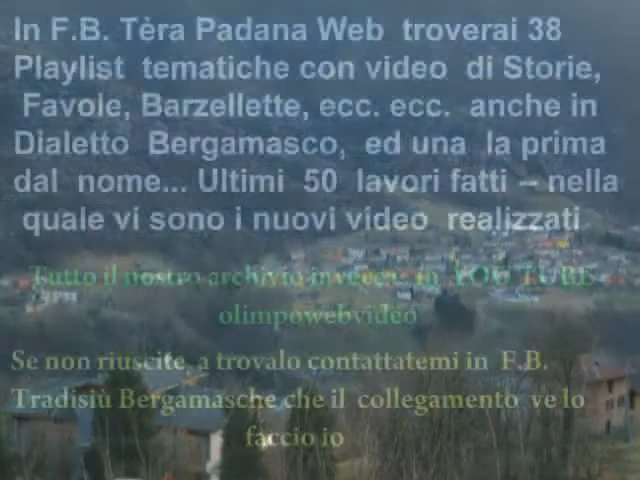 In F.B. Tèra Padana Web troverai 38
Playlist tematiche con video di Storie,
Favole, Barzellette, ecc. ecc. anche in
Dialetto Bergamasco, ed una la prima
dal nome... Ultimi 50 lavori fatti – nella
quale vi sono i nuovi video realizzati
Tutto il nostro archivio invece in YOU TUBE
olimpowebvideo
Se non riuscite a trovalo contattatemi in F.B.
Tradisiù Bergamasche che il collegamento ve lo
faccio io